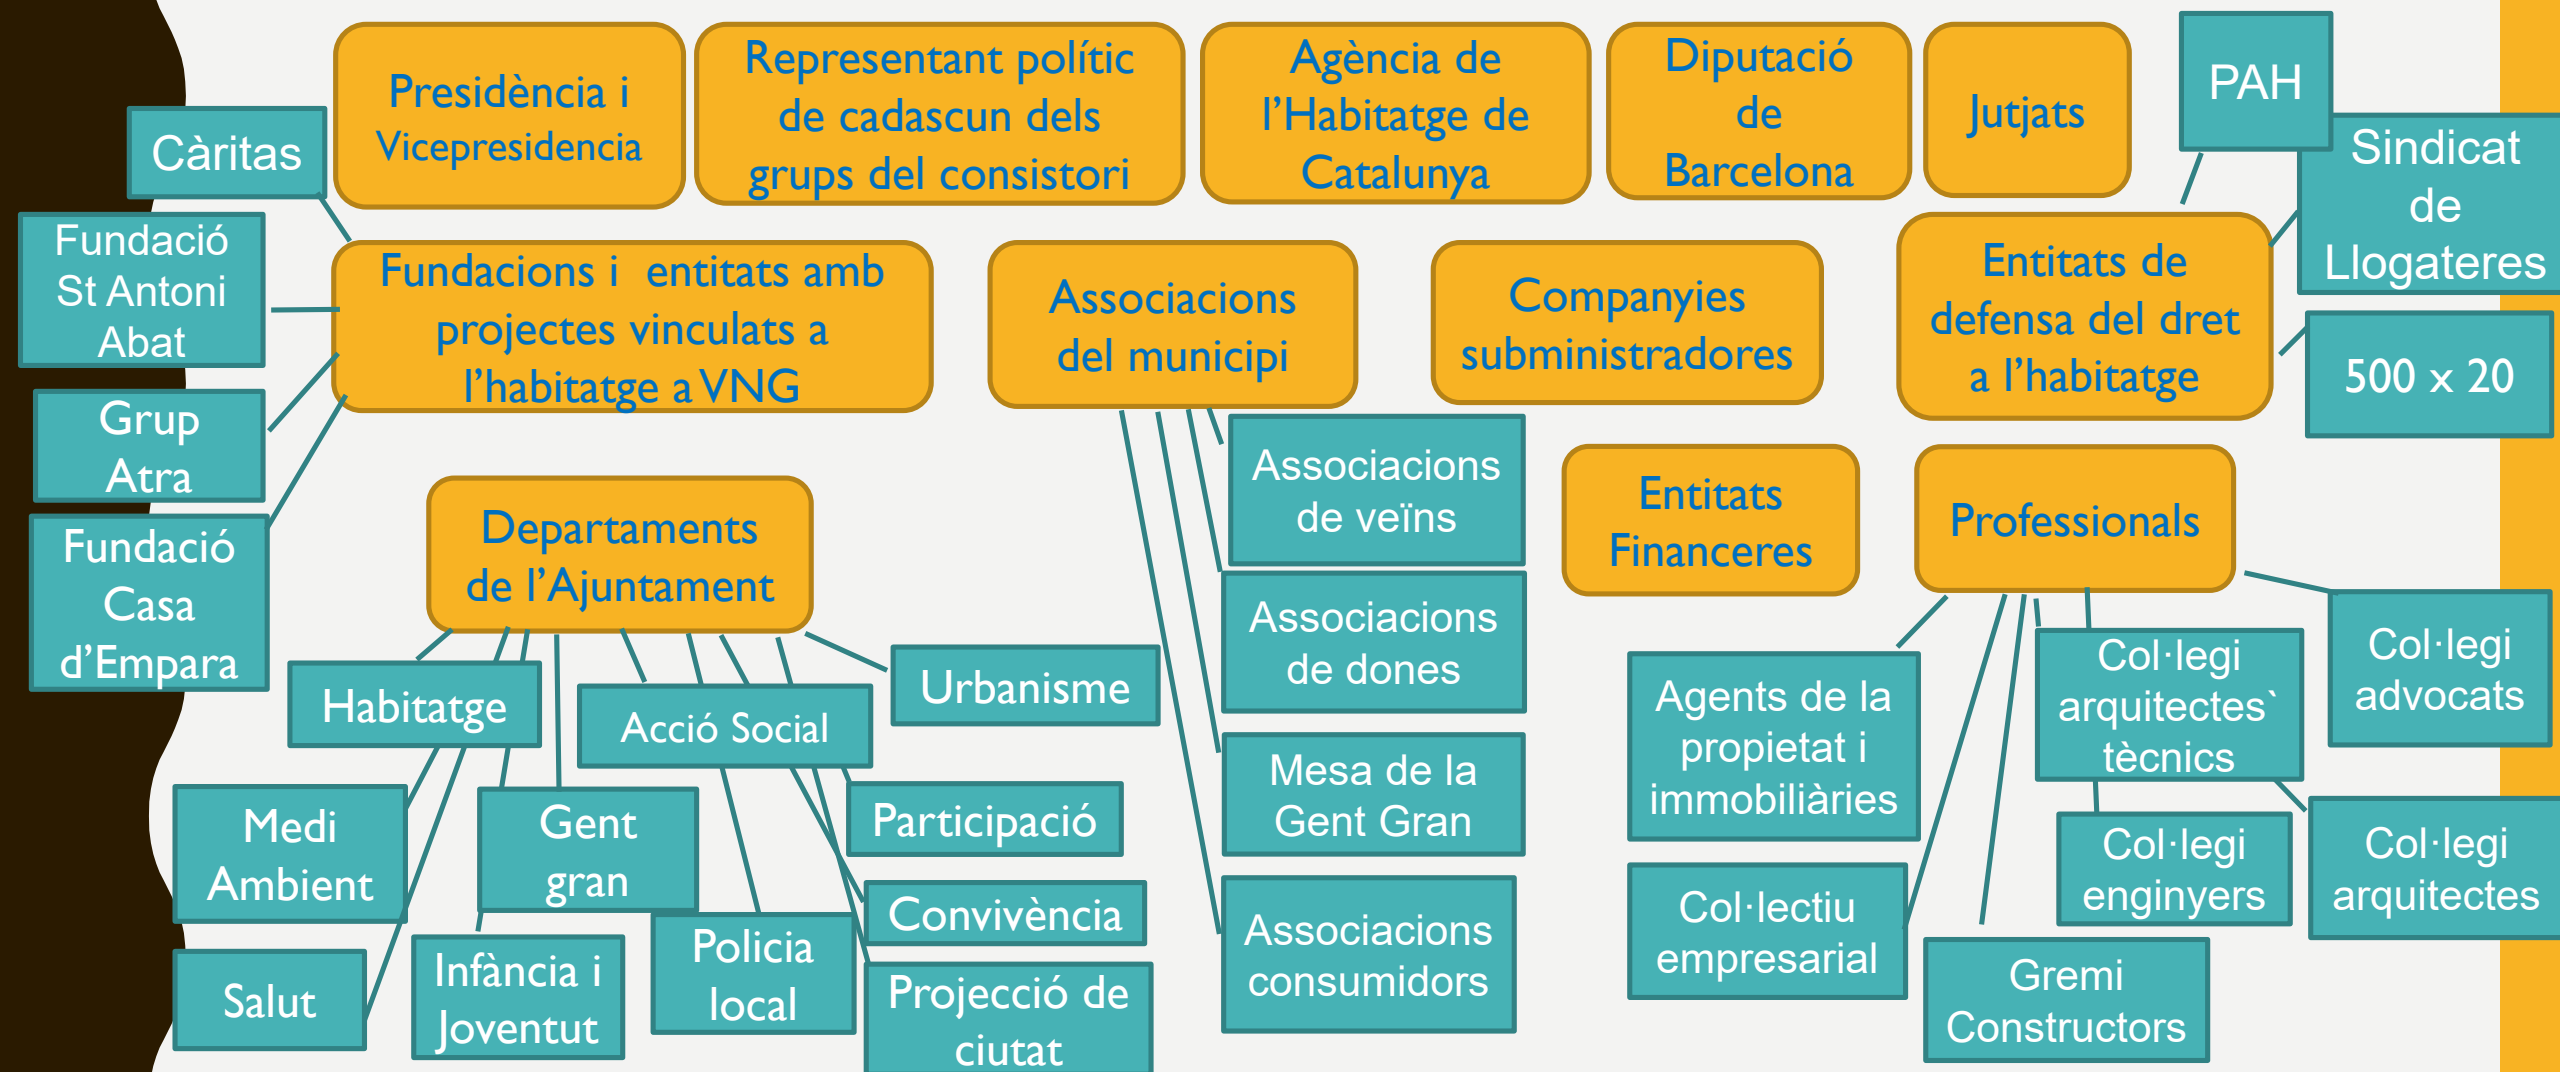 Presidència i
Vicepresidencia
Representant polític
de cadascun dels
grups del consistori
Agència de
l’Habitatge de
Catalunya
Diputació
de
Barcelona
Jutjats
PAH
Sindicat
de
Llogateres
500 x 20
Entitats de
defensa del dret
a l’habitatge
Càritas
Fundació
St Antoni
Abat
Grup
Atra
Fundació
Casa
d’Empara
Fundacions i entitats amb
projectes vinculats a
l’habitatge a VNG
Associacions
del municipi
Companyies
subministradores
Associacions
de veïns
Associacions
de dones
Mesa de la
Gent Gran
Associacions
consumidors
Entitats
Financeres
Professionals
Agents de la
propietat i
immobiliàries
Col·lectiu
empresarial
Gremi
Constructors
Col·legi
arquitectes`
tècnics
Col·legi
enginyers
Col·legi
advocats
Col·legi
arquitectes
Departaments
de l’Ajuntament
Habitatge
Acció Social
Urbanisme
Medi
Ambient
Gent
gran
Participació
Convivència
Salut
Infància i
Joventut
Policia
local
Projecció de
ciutat